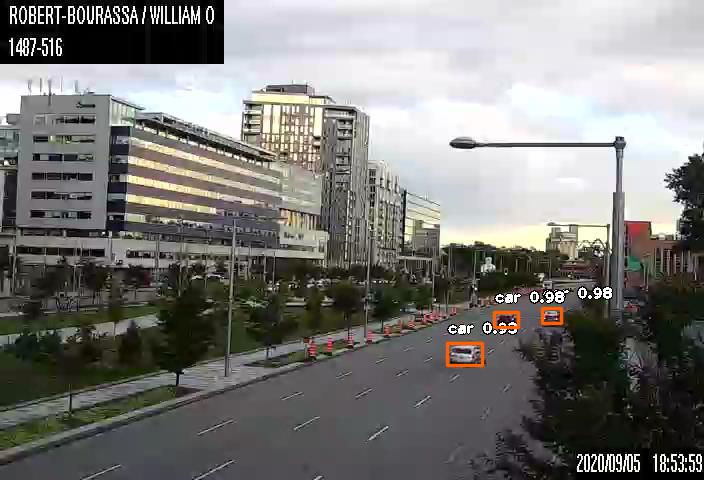 ROBERT-BOURASSA / WILLIAM O
1487-516
car 0.98
0.98
car
2020/09/05 18:53:59